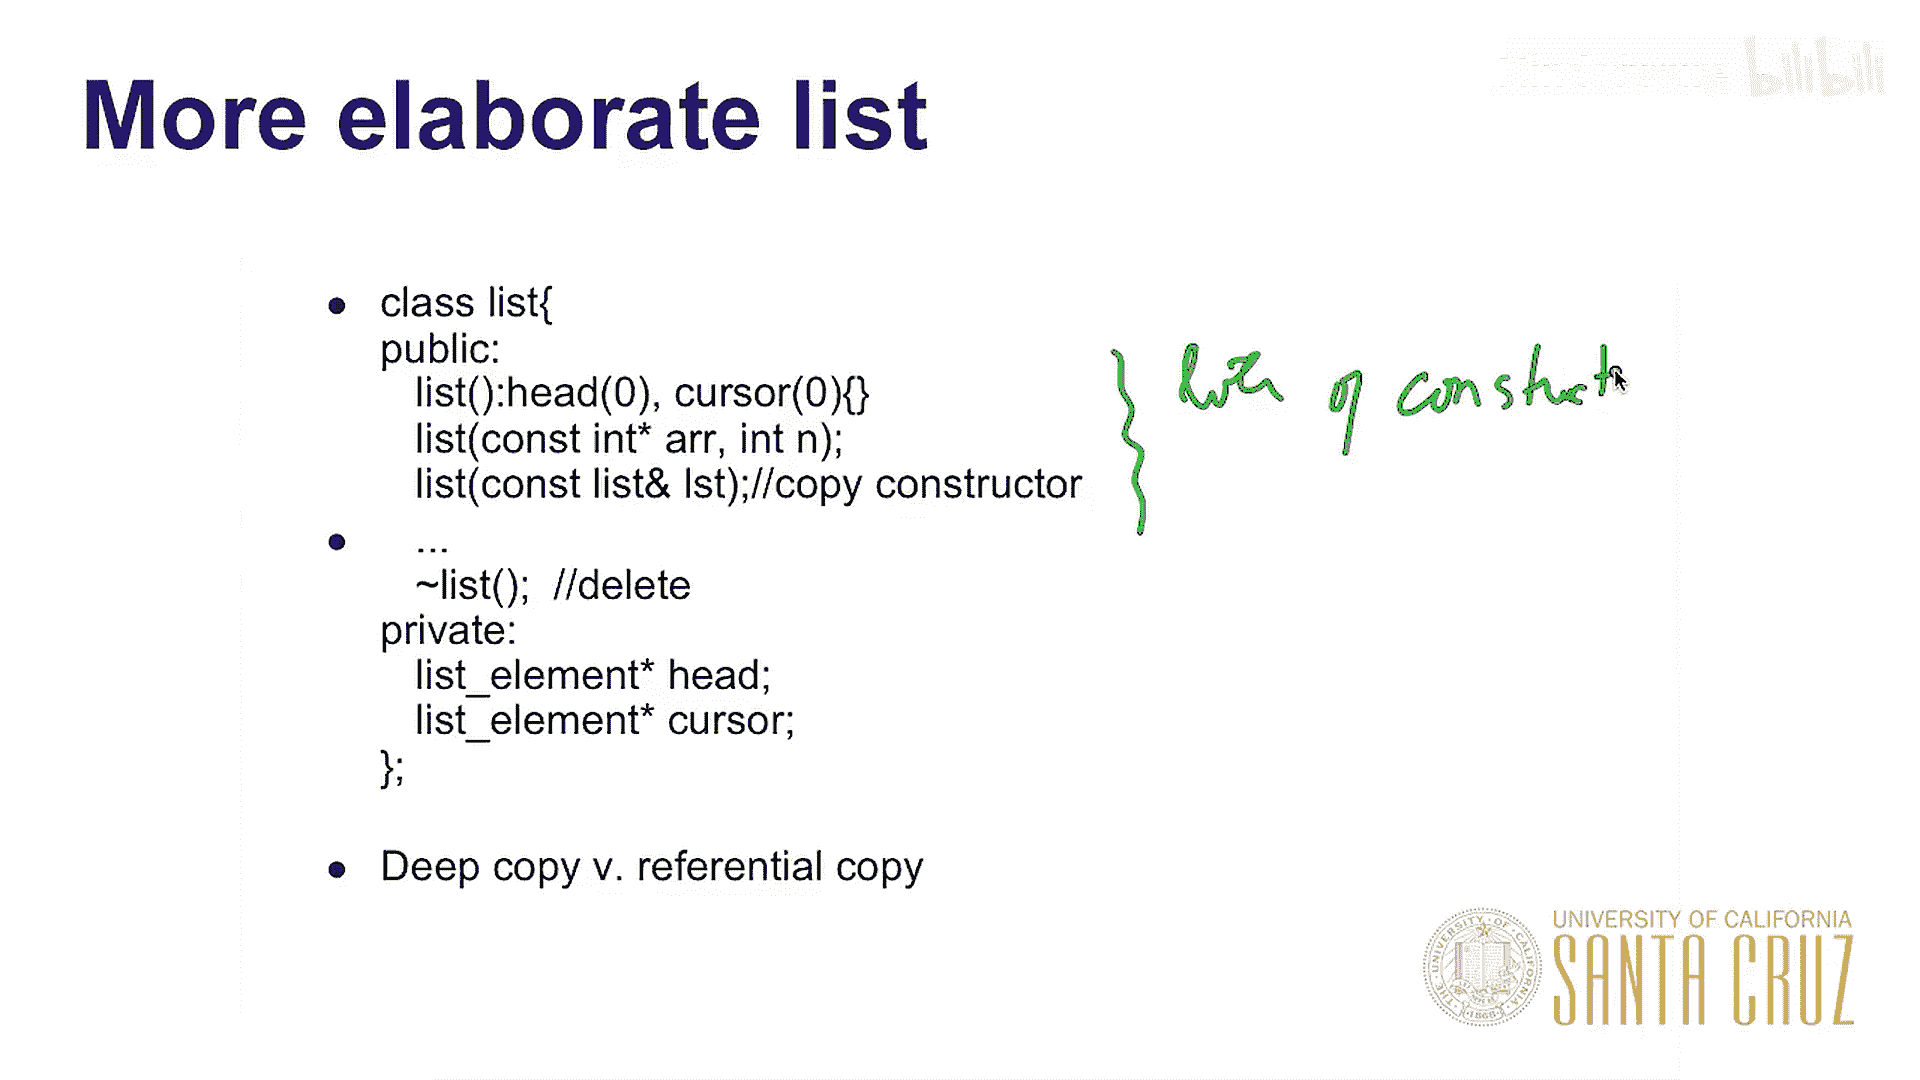 bilibili
More elaborate list
● class list{
public:
list():head(0), cursor(0){}
list(const int* arr, int n);
list(const list& lst);//copy constructor
lots of construct
● ...
~list(); //delete
private:
list_element* head;
list_element* cursor;
};
● Deep copy v. referential copy
UNIVERSITY OF CALIFORNIA
SANTA CRUZ